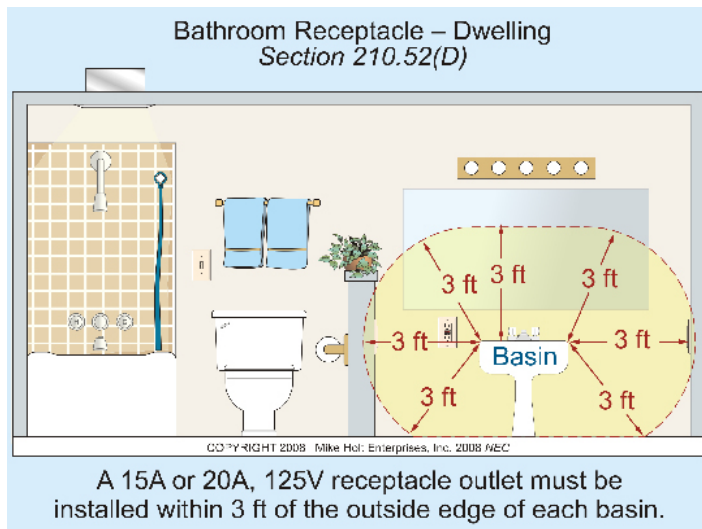 Bathroom Receptacle – Dwelling
Section 210.52(D)
3 ft
3 ft
3 ft
3 ft
3 ft
Basin
3 ft
3 ft
COPYRIGHT 2008 Mike Holt Enterprises, Inc. 2008 NEC
A 15A or 20A, 125V receptacle outlet must be
installed within 3 ft of the outside edge of each basin.